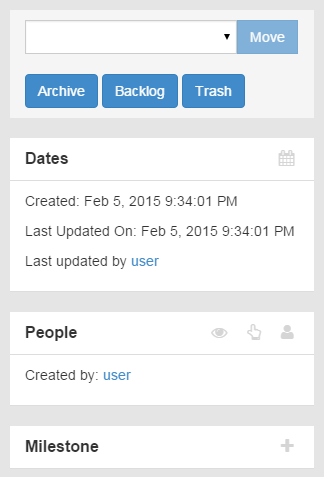 Move
Archive Backlog Trash
Dates
Created: Feb 5, 2015 9:34:01 PM
Last Updated On: Feb 5, 2015 9:34:01 PM
Last updated by user
People
Created by: user
Milestone